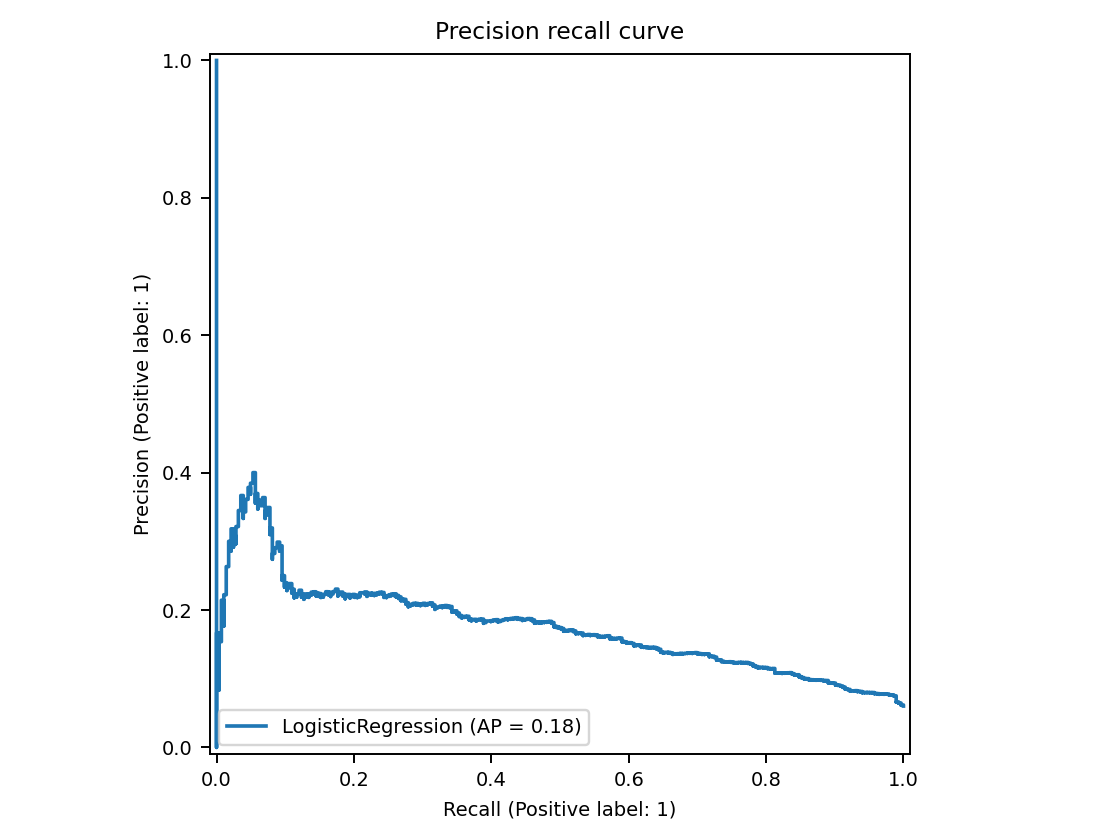 Precision recall curve
1.0
0.8
0.6
0.4
0.2
0.0
Precision (Positive label: 1)
LogisticRegression (AP = 0.18)
0.0 0.2 0.4 0.6 0.8 1.0
Recall (Positive label: 1)